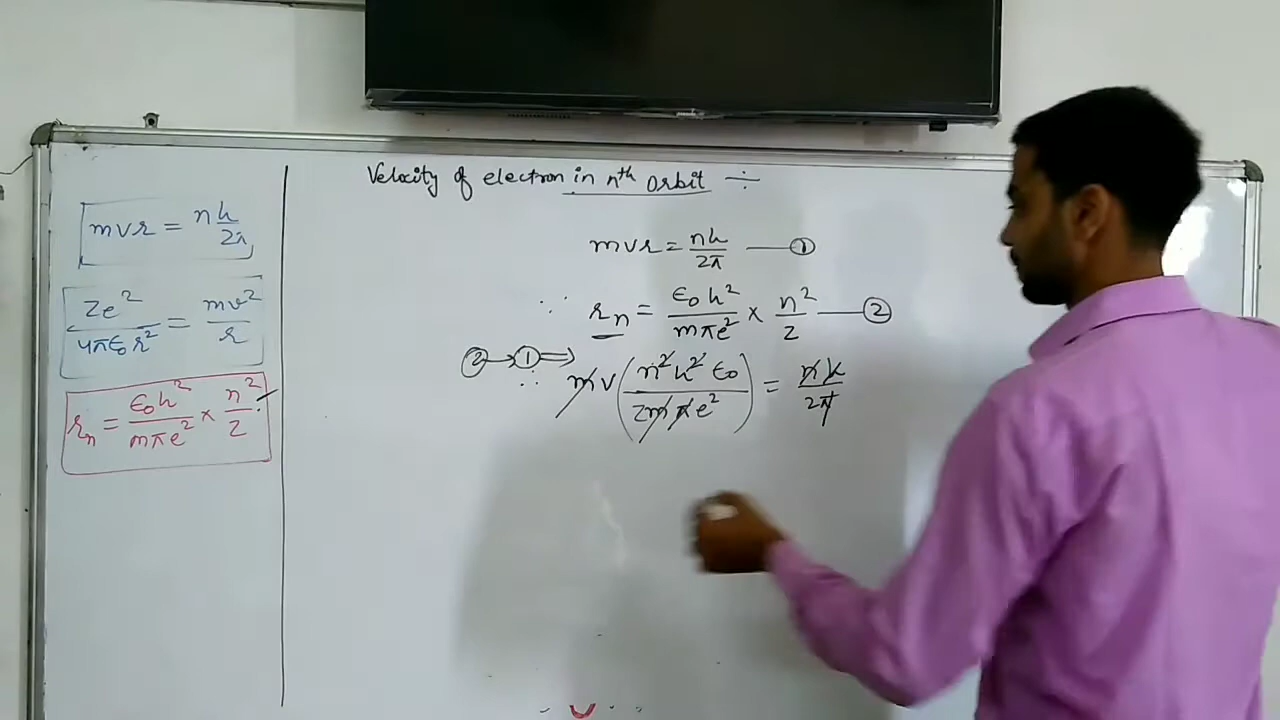 Velocity of electron in nth orbit ÷
mvr = nh/2π
Ze²/4πϵ₀r² = mv²/r
rₙ = ϵ₀h²/mπe² × n²/Z
mvr = nh/2π —①
∵ rₙ = ϵ₀h²/mπe² × n²/Z —②
②→①⇒
∴ mv(n²h²ϵ₀/Zmπe²) = nh/2π